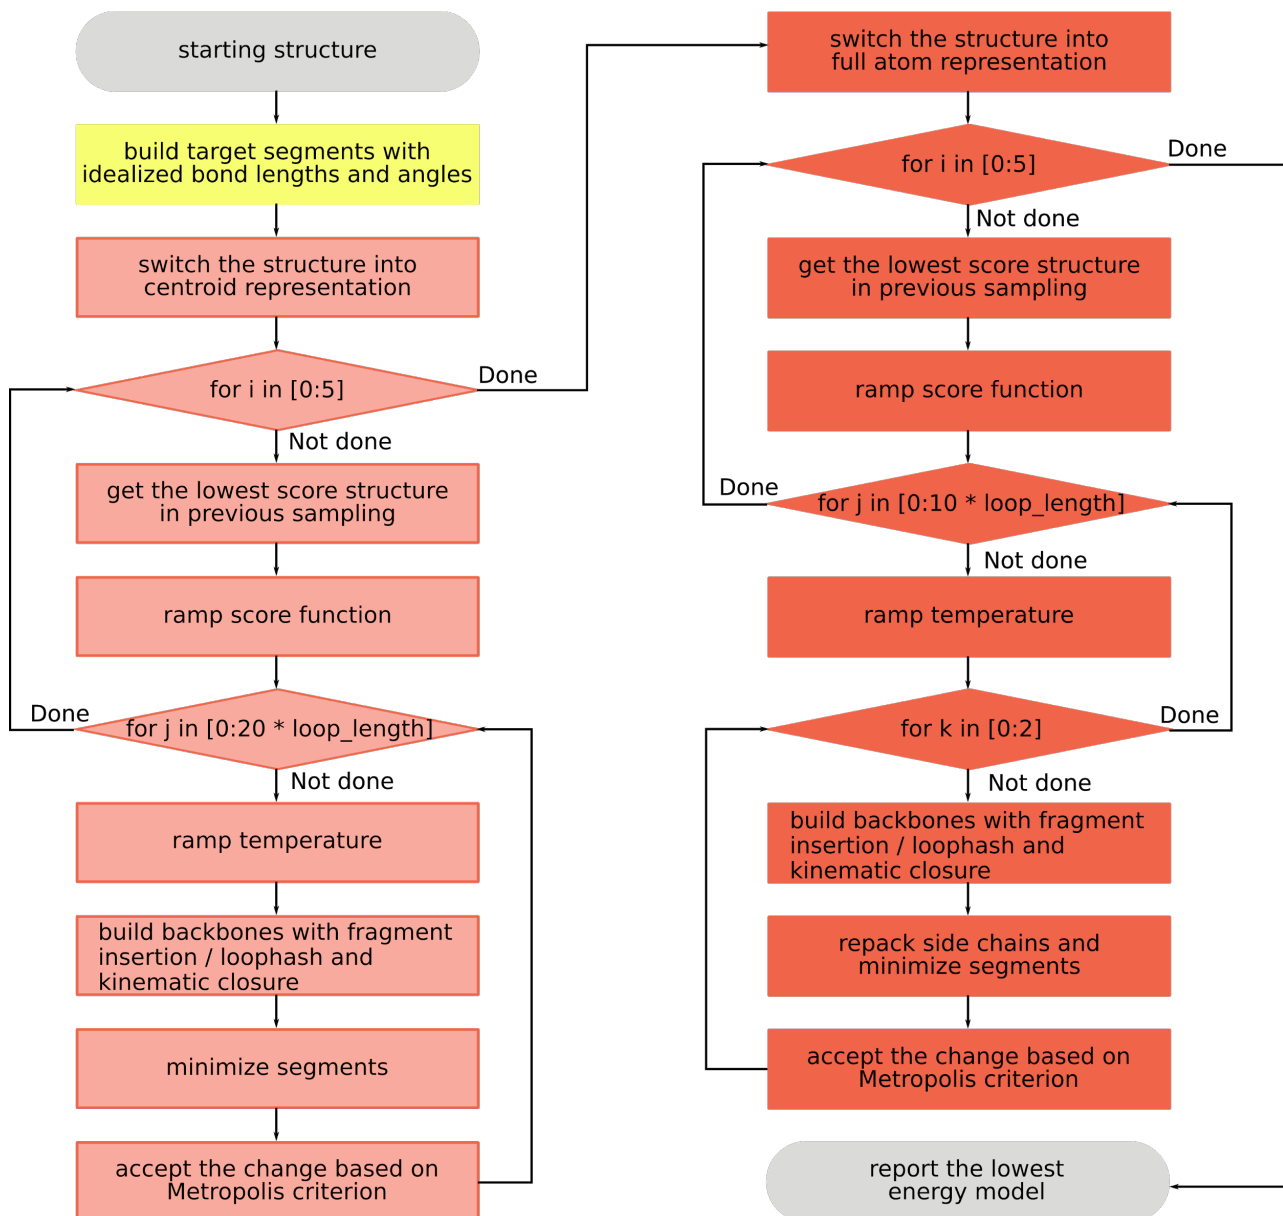 starting structure
build target segments with
idealized bond lengths and angles
switch the structure into
centroid representation
for i in [0:5]
Done
Not done
get the lowest score structure
in previous sampling
ramp score function
Done
for j in [0:20 * loop_length]
Not done
ramp temperature
build backbones with fragment
insertion / loophash and
kinematic closure
minimize segments
accept the change based on
Metropolis criterion
switch the structure into
full atom representation
for i in [0:5]
Done
Not done
get the lowest score structure
in previous sampling
ramp score function
Done
for j in [0:10 * loop_length]
Not done
ramp temperature
for k in [0:2]
Done
Not done
build backbones with fragment
insertion / loophash and
kinematic closure
repack side chains and
minimize segments
accept the change based on
Metropolis criterion
report the lowest
energy model